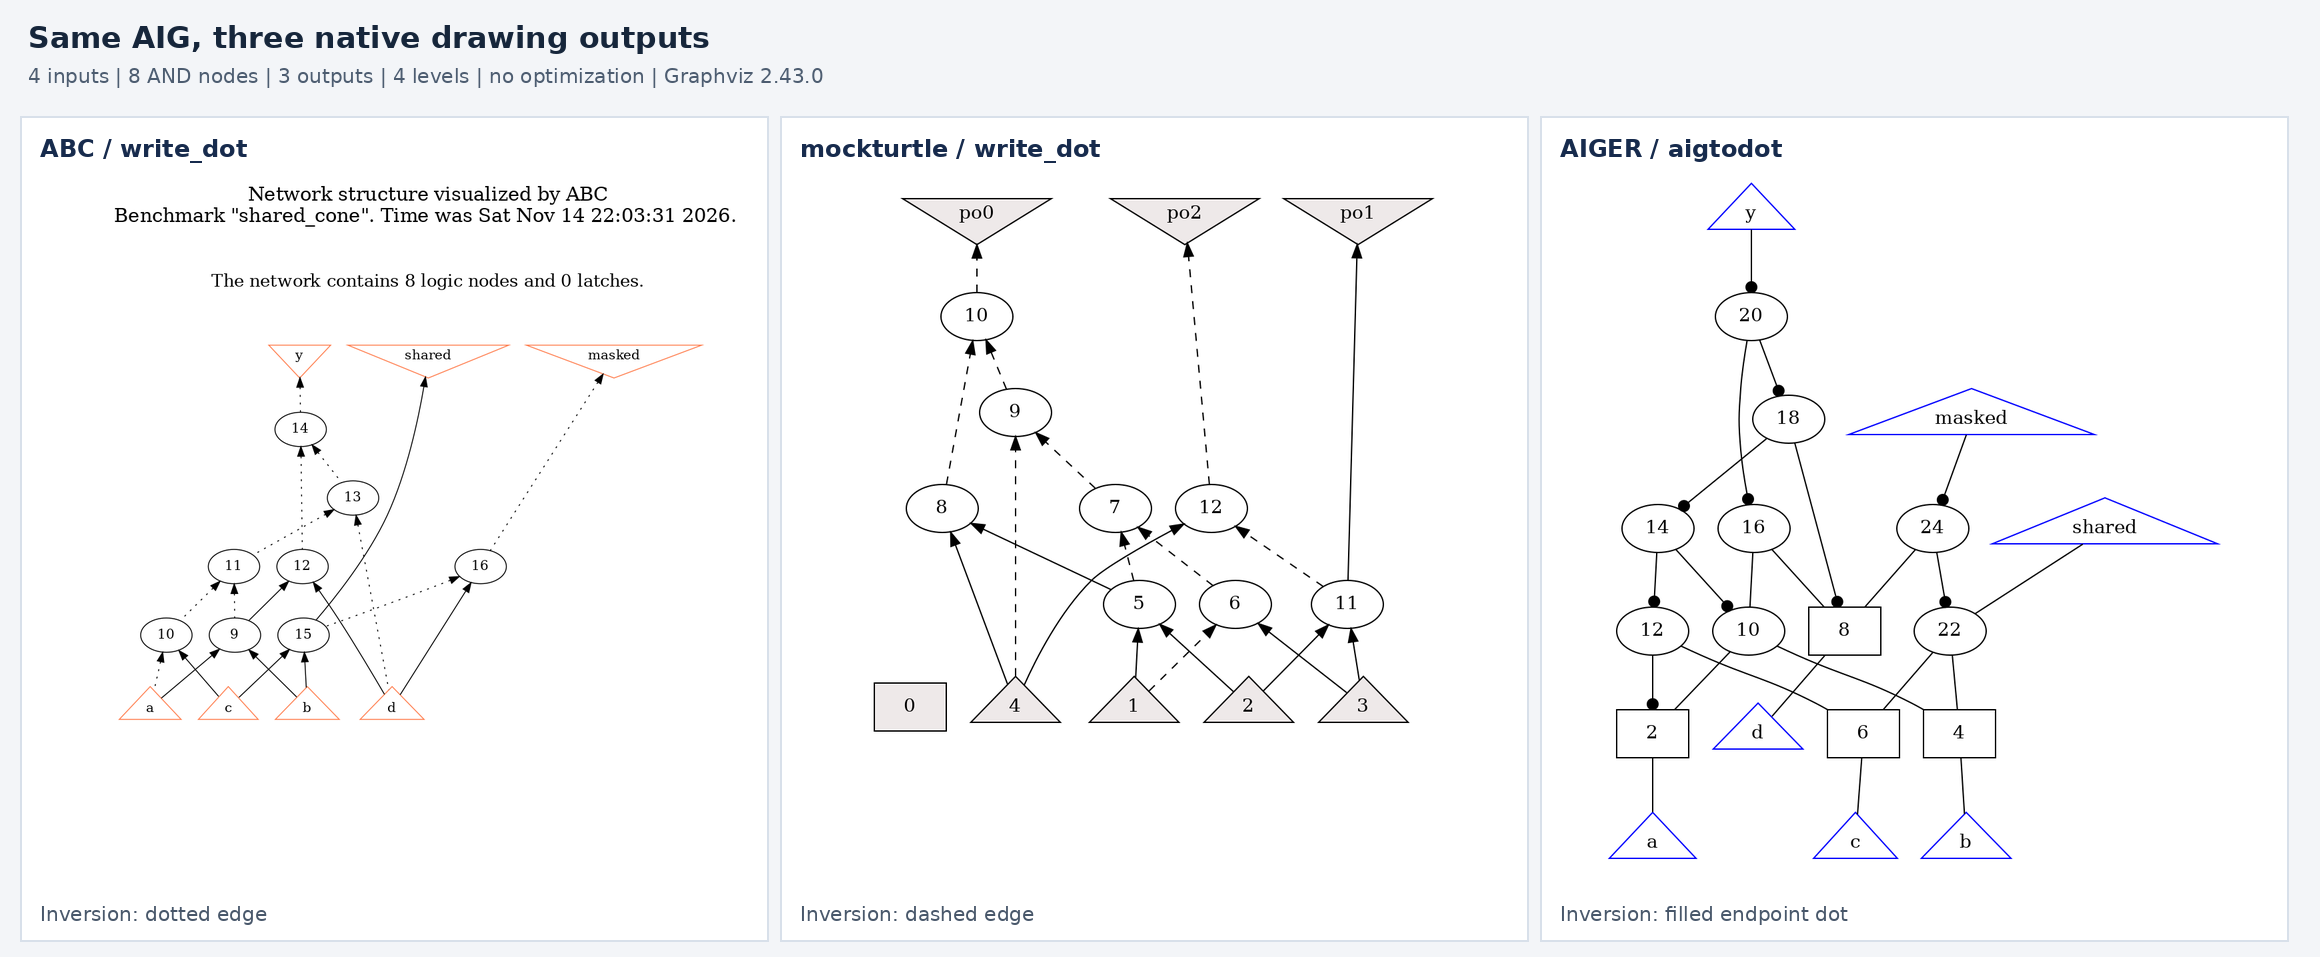 Same AIG, three native drawing outputs
4 inputs | 8 AND nodes | 3 outputs | 4 levels | no optimization | Graphviz 2.43.0
ABC / write_dot
Network structure visualized by ABC
Benchmark "shared_cone". Time was Sat Nov 14 22:03:31 2026.
The network contains 8 logic nodes and 0 latches.
y shared masked
14
13
11 12 16
10 9 15
a c b d
Inversion: dotted edge
mockturtle / write_dot
po0 po2 po1
10
9
8 7 12
5 6 11
0 4 1 2 3
Inversion: dashed edge
AIGER / aigtodot
y
20
18 masked
14 16 24 shared
12 10 8 22
2 d 6 4
a c b
Inversion: filled endpoint dot